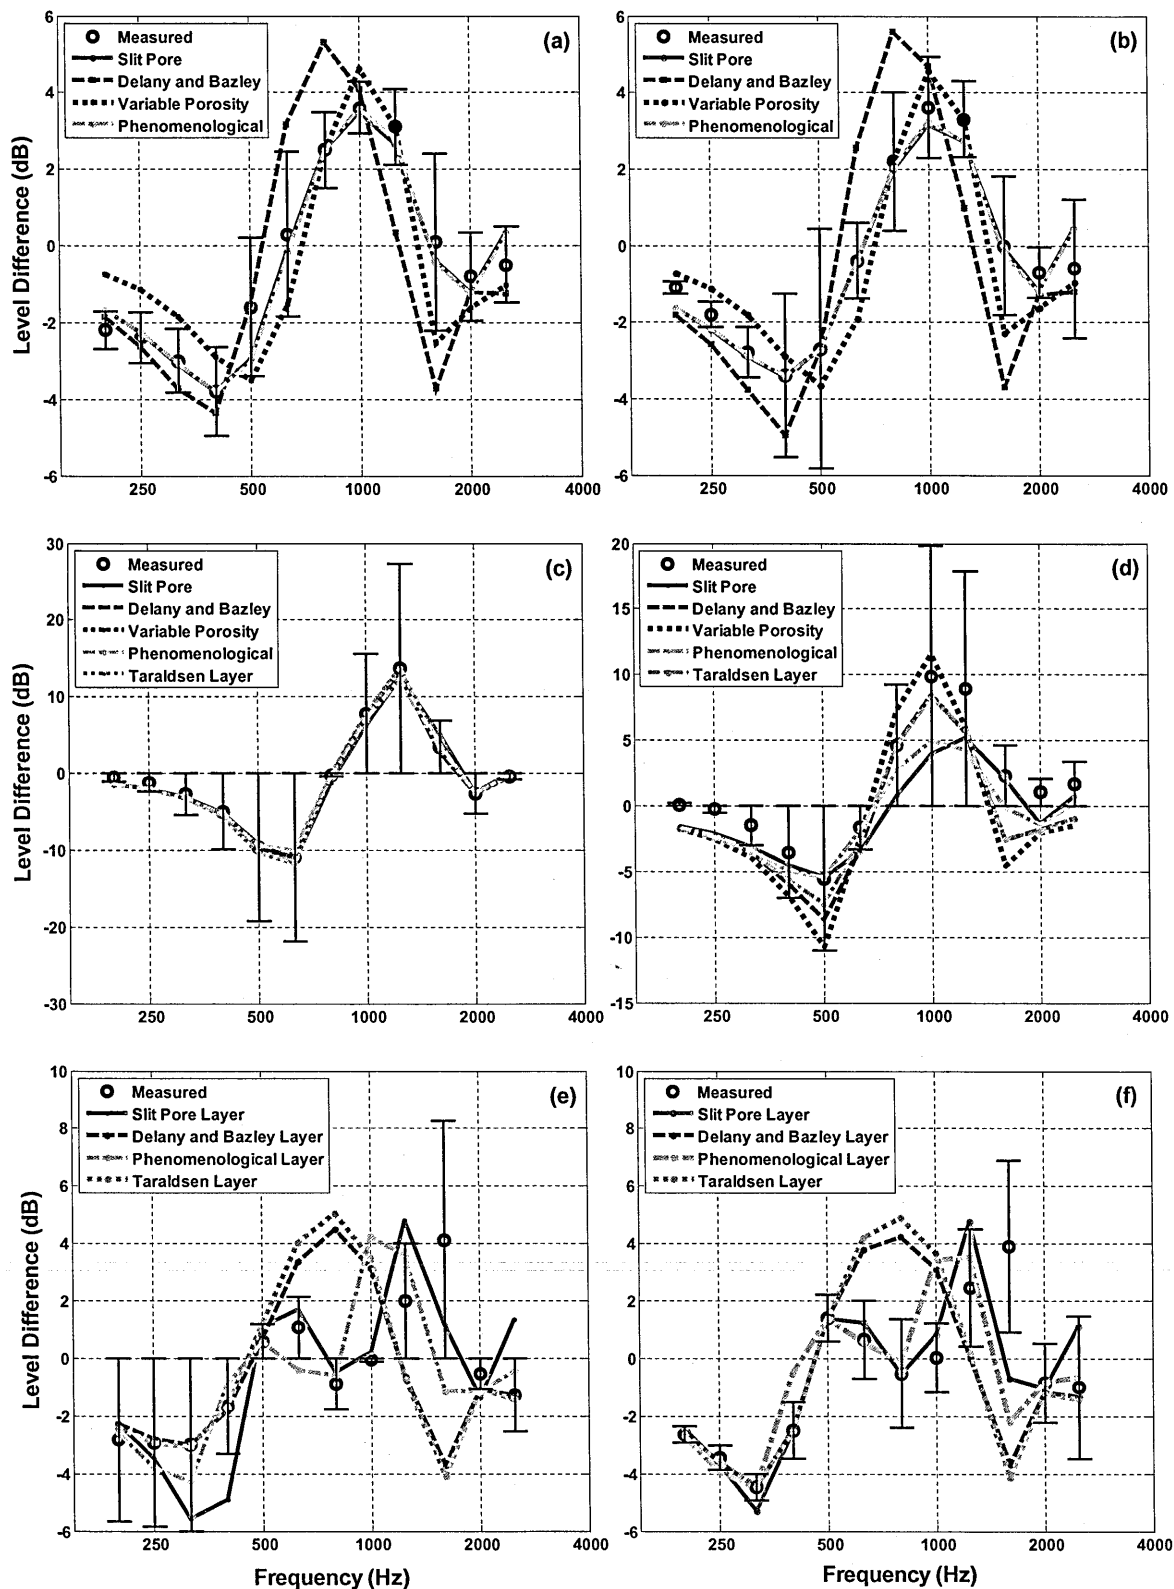 (a)
Measured
Slit Pore
Delany and Bazley
Variable Porosity
Phenomenological
Level Difference (dB)
6
4
2
0
-2
-4
-6
250
500
1000
2000
4000
(b)
Measured
Slit Pore
Delany and Bazley
Variable Porosity
Phenomenological
6
4
2
0
-2
-4
-6
250
500
1000
2000
4000
(c)
Measured
Slit Pore
Delany and Bazley
Variable Porosity
Phenomenological
Taraldsen Layer
Level Difference (dB)
30
20
10
0
-10
-20
-30
250
500
1000
2000
4000
(d)
Measured
Slit Pore
Delany and Bazley
Variable Porosity
Phenomenological
Taraldsen Layer
20
15
10
5
0
-5
-10
-15
250
500
1000
2000
4000
(e)
Measured
Slit Pore Layer
Delany and Bazley Layer
Phenomenological Layer
Taraldsen Layer
Level Difference (dB)
10
8
6
4
2
0
-2
-4
-6
250
500
1000
2000
4000
Frequency (Hz)
(f)
Measured
Slit Pore Layer
Delany and Bazley Layer
Phenomenological Layer
Taraldsen Layer
10
8
6
4
2
0
-2
-4
-6
250
500
1000
2000
4000
Frequency (Hz)